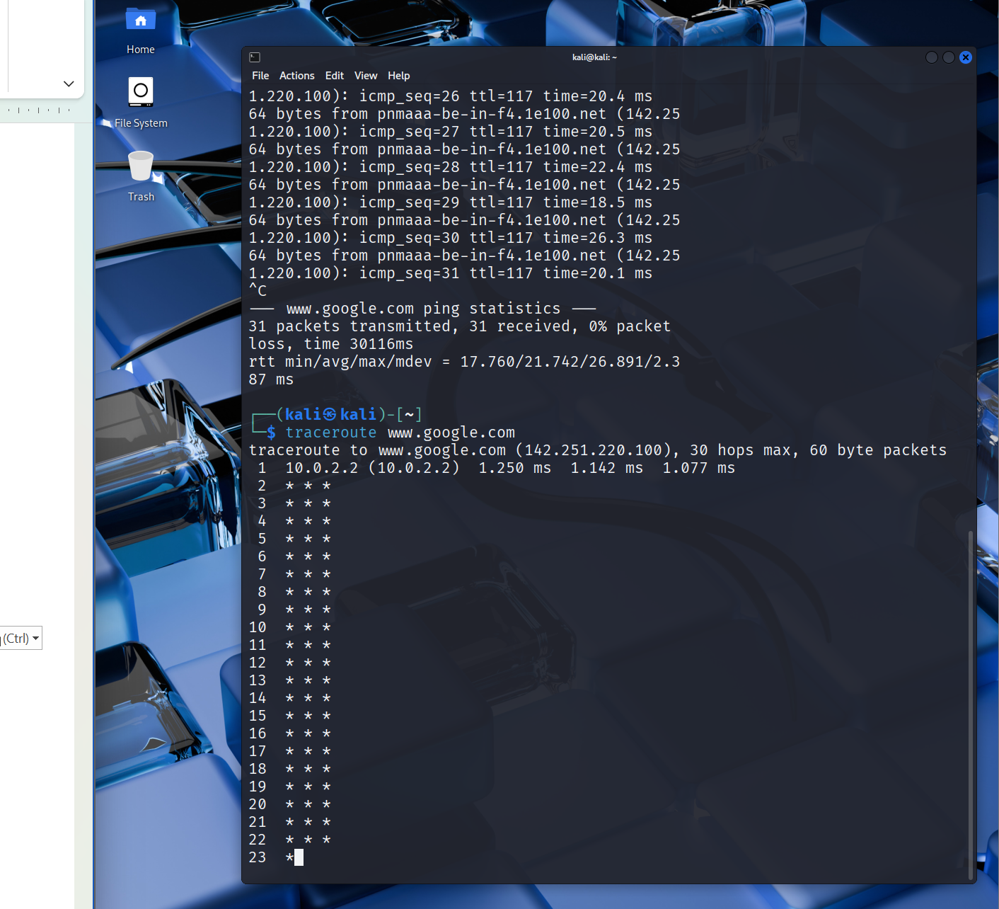 Home
File System
Trash
(Ctrl)
kali@kali: ~
File Actions Edit View Help
1.220.100): icmp_seq=26 ttl=117 time=20.4 ms
64 bytes from pnmaaa-be-in-f4.1e100.net (142.25
1.220.100): icmp_seq=27 ttl=117 time=20.5 ms
64 bytes from pnmaaa-be-in-f4.1e100.net (142.25
1.220.100): icmp_seq=28 ttl=117 time=22.4 ms
64 bytes from pnmaaa-be-in-f4.1e100.net (142.25
1.220.100): icmp_seq=29 ttl=117 time=18.5 ms
64 bytes from pnmaaa-be-in-f4.1e100.net (142.25
1.220.100): icmp_seq=30 ttl=117 time=26.3 ms
64 bytes from pnmaaa-be-in-f4.1e100.net (142.25
1.220.100): icmp_seq=31 ttl=117 time=20.1 ms
^C
--- www.google.com ping statistics ---
31 packets transmitted, 31 received, 0% packet
loss, time 30116ms
rtt min/avg/max/mdev = 17.760/21.742/26.891/2.3
87 ms
┌──(kali㉿kali)-[~]
└─$ traceroute www.google.com
traceroute to www.google.com (142.251.220.100), 30 hops max, 60 byte packets
1 10.0.2.2 (10.0.2.2) 1.250 ms 1.142 ms 1.077 ms
2 * * *
3 * * *
4 * * *
5 * * *
6 * * *
7 * * *
8 * * *
9 * * *
10 * * *
11 * * *
12 * * *
13 * * *
14 * * *
15 * * *
16 * * *
17 * * *
18 * * *
19 * * *
20 * * *
21 * * *
22 * * *
23 *